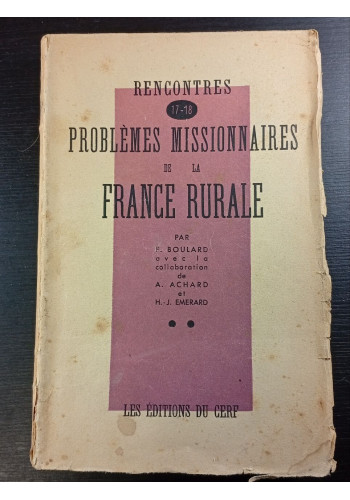 RENCONTRES
17-18
PROBLÈMES MISSIONNAIRES
DE LA
FRANCE RURALE
PAR
F. BOULARD
avec la
collaboration
de
A. ACHARD
et
H.-J. EMERARD
LES ÉDITIONS DU CERF